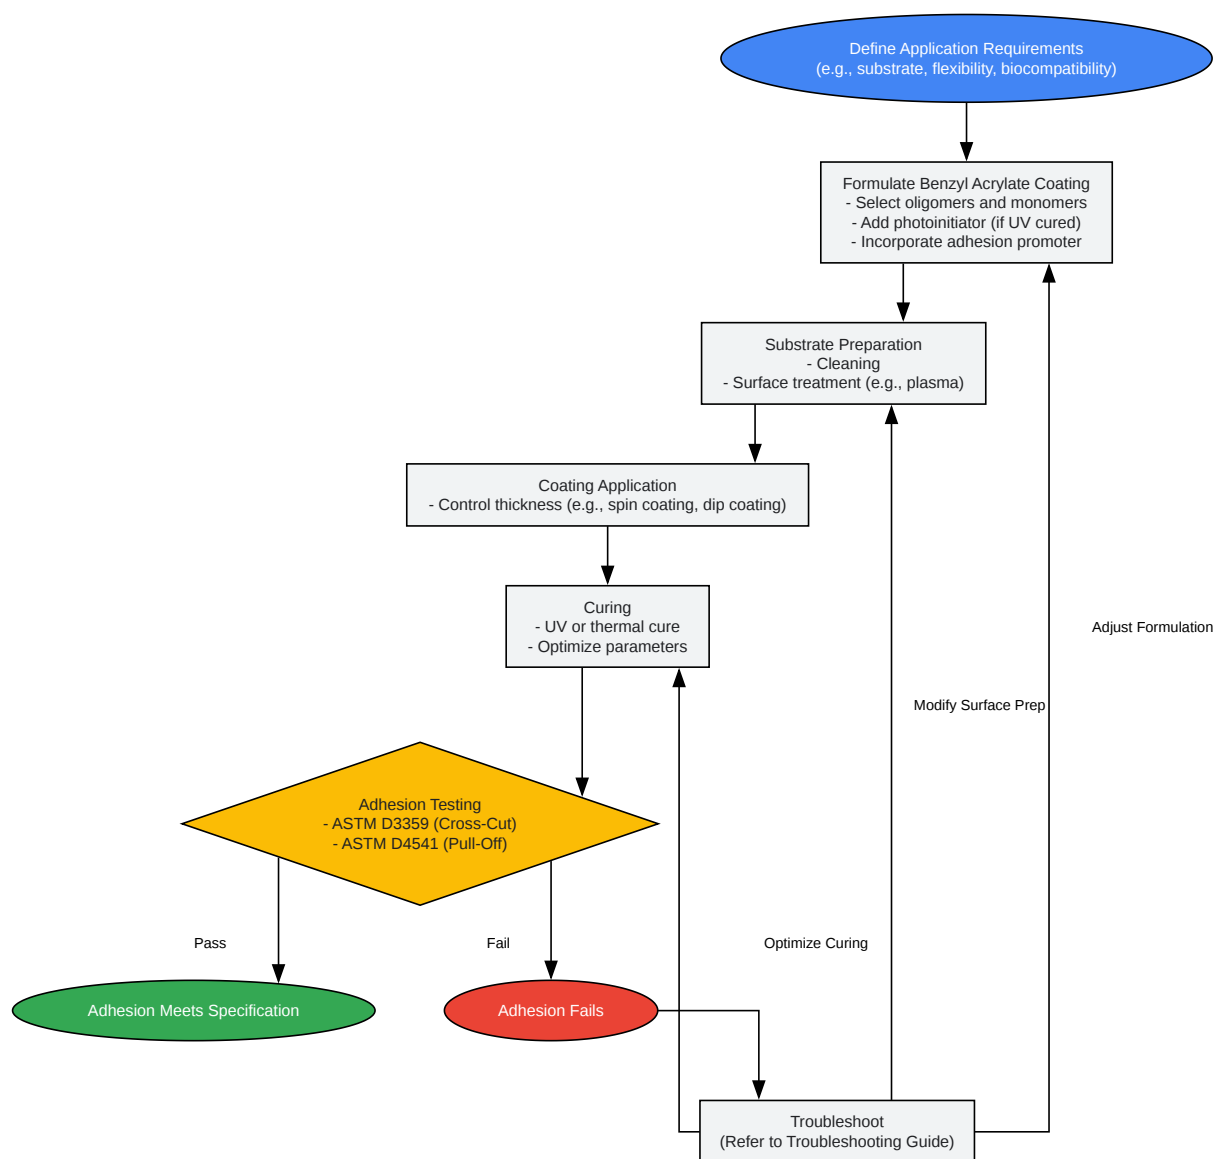 Define Application Requirements
(e.g., substrate, flexibility, biocompatibility)
Formulate Benzyl Acrylate Coating
- Select oligomers and monomers
- Add photoinitiator (if UV cured)
- Incorporate adhesion promoter
Substrate Preparation
- Cleaning
- Surface treatment (e.g., plasma)
Coating Application
- Control thickness (e.g., spin coating, dip coating)
Curing
- UV or thermal cure
- Optimize parameters
Adjust Formulation
Modify Surface Prep
Adhesion Testing
- ASTM D3359 (Cross-Cut)
- ASTM D4541 (Pull-Off)
Pass
Fail
Optimize Curing
Adhesion Meets Specification
Adhesion Fails
Troubleshoot
(Refer to Troubleshooting Guide)